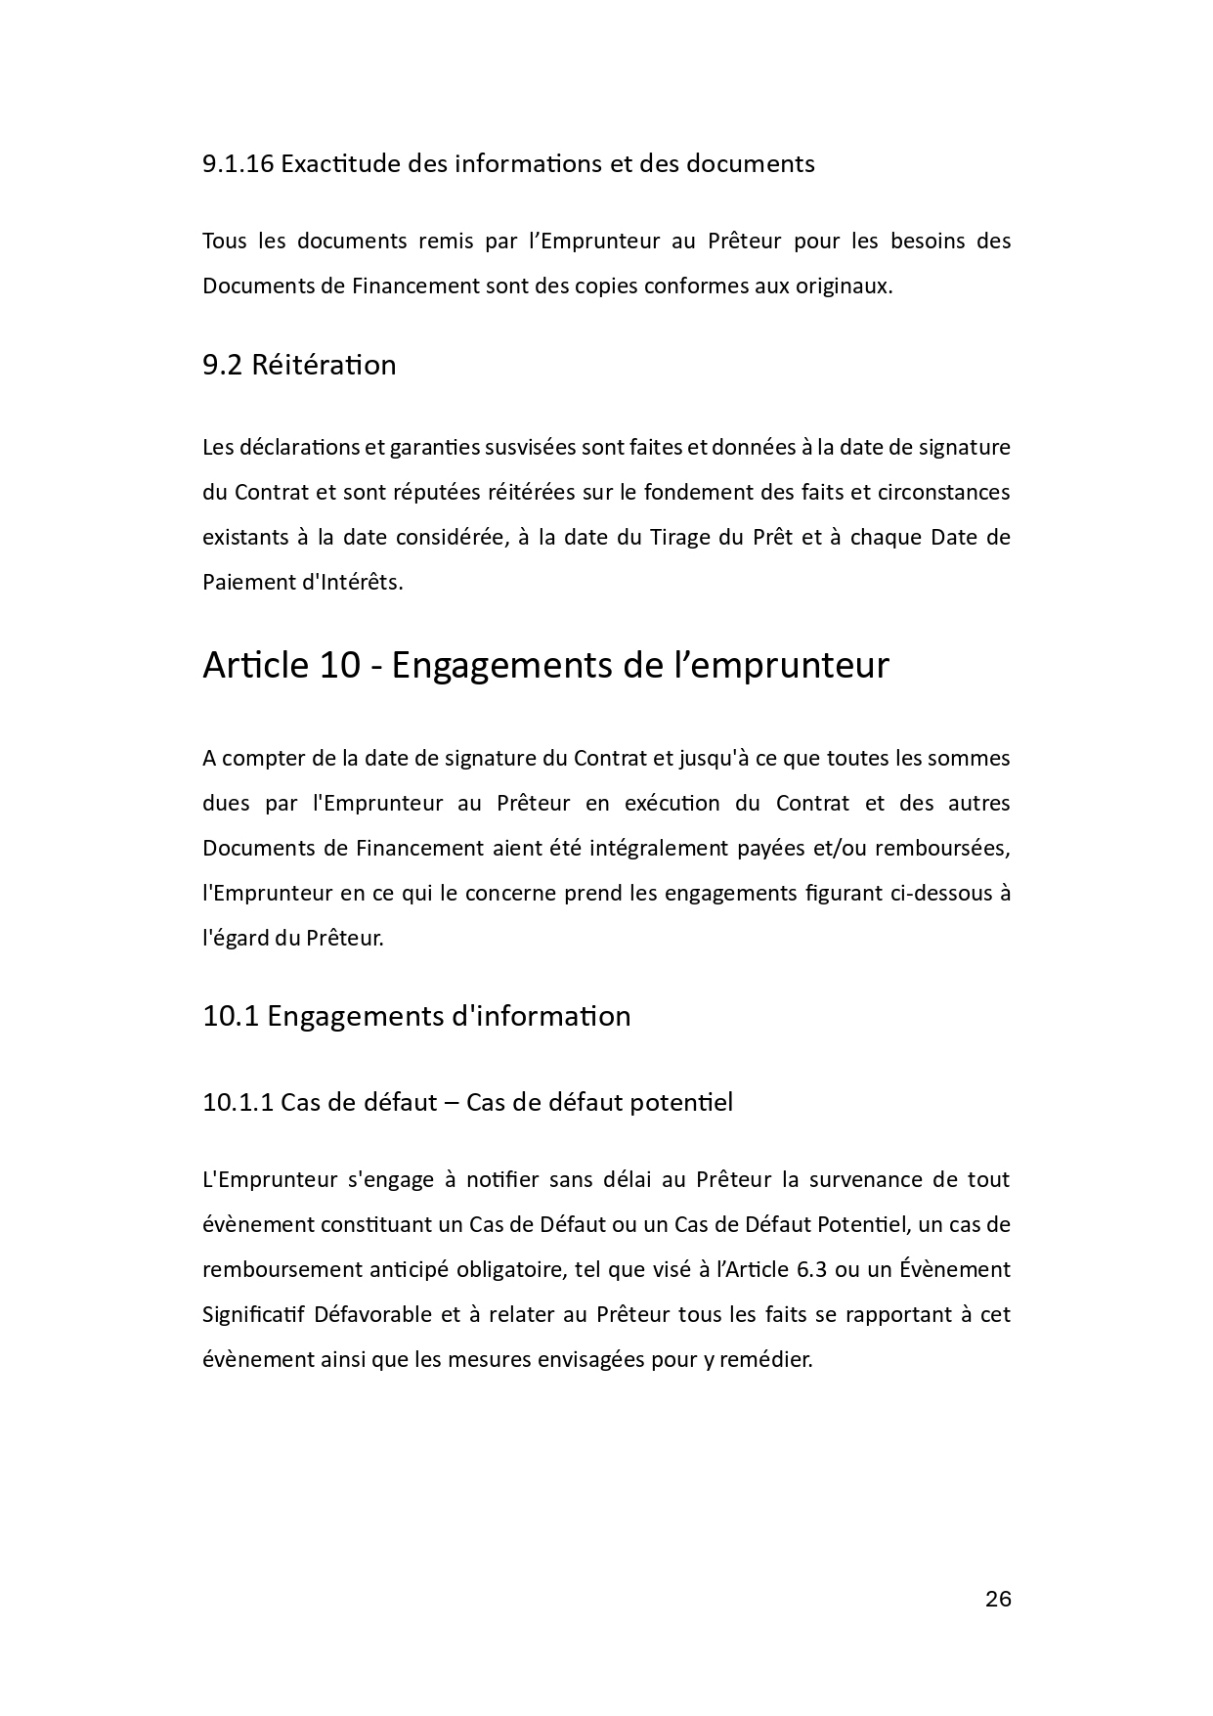 9.1.16 Exactitude des informations et des documents
Tous les documents remis par l’Emprunteur au Prêteur pour les besoins des
Documents de Financement sont des copies conformes aux originaux.
9.2 Réitération
Les déclarations et garanties susvisées sont faites et données à la date de signature
du Contrat et sont réputées réitérées sur le fondement des faits et circonstances
existants à la date considérée, à la date du Tirage du Prêt et à chaque Date de
Paiement d'Intérêts.
Article 10 - Engagements de l’emprunteur
A compter de la date de signature du Contrat et jusqu'à ce que toutes les sommes
dues par l'Emprunteur au Prêteur en exécution du Contrat et des autres
Documents de Financement aient été intégralement payées et/ou remboursées,
l'Emprunteur en ce qui le concerne prend les engagements figurant ci-dessous à
l'égard du Prêteur.
10.1 Engagements d'information
10.1.1 Cas de défaut – Cas de défaut potentiel
L'Emprunteur s'engage à notifier sans délai au Prêteur la survenance de tout
évènement constituant un Cas de Défaut ou un Cas de Défaut Potentiel, un cas de
remboursement anticipé obligatoire, tel que visé à l’Article 6.3 ou un Évènement
Significatif Défavorable et à relater au Prêteur tous les faits se rapportant à cet
évènement ainsi que les mesures envisagées pour y remédier.
26